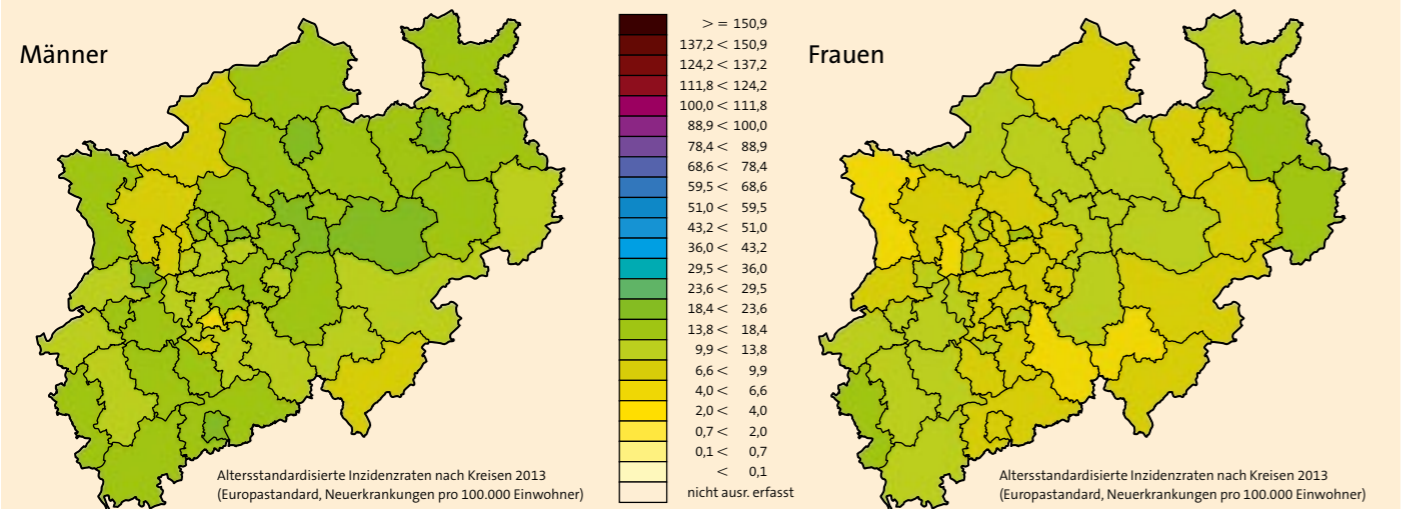 Männer
> = 150,9
137,2 < 150,9
124,2 < 137,2
111,8 < 124,2
100,0 < 111,8
88,9 < 100,0
78,4 < 88,9
68,6 < 78,4
59,5 < 68,6
51,0 < 59,5
43,2 < 51,0
36,0 < 43,2
29,5 < 36,0
23,6 < 29,5
18,4 < 23,6
13,8 < 18,4
9,9 < 13,8
6,6 < 9,9
4,0 < 6,6
2,0 < 4,0
0,7 < 2,0
0,1 < 0,7
< 0,1
nicht ausr. erfasst
Frauen
Altersstandardisierte Inzidenzraten nach Kreisen 2013
(Europastandard, Neuerkrankungen pro 100.000 Einwohner)
Altersstandardisierte Inzidenzraten nach Kreisen 2013
(Europastandard, Neuerkrankungen pro 100.000 Einwohner)